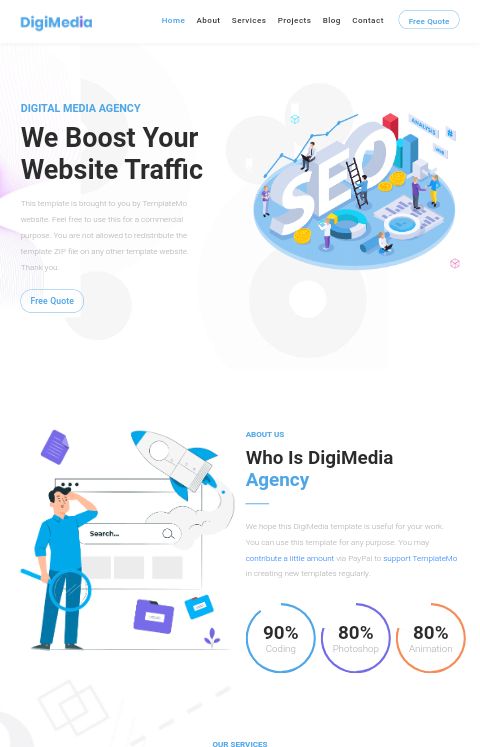 DigiMedia
Home About Services Projects Blog Contact Free Quote
DIGITAL MEDIA AGENCY
We Boost Your
Website Traffic
This template is brought to you by TemplateMo
website. Feel free to use this for a commercial
purpose. You are not allowed to redistribute the
template ZIP file on any other template website.
Thank you.
Free Quote
SEO
ANALYSIS
#
WEB
ABOUT US
Who Is DigiMedia
Agency
We hope this DigiMedia template is useful for your work.
You can use this template for any purpose. You may
contribute a little amount via PayPal to support TemplateMo
in creating new templates regularly.
Search...
90%
Coding
80%
Photoshop
80%
Animation
OUR SERVICES